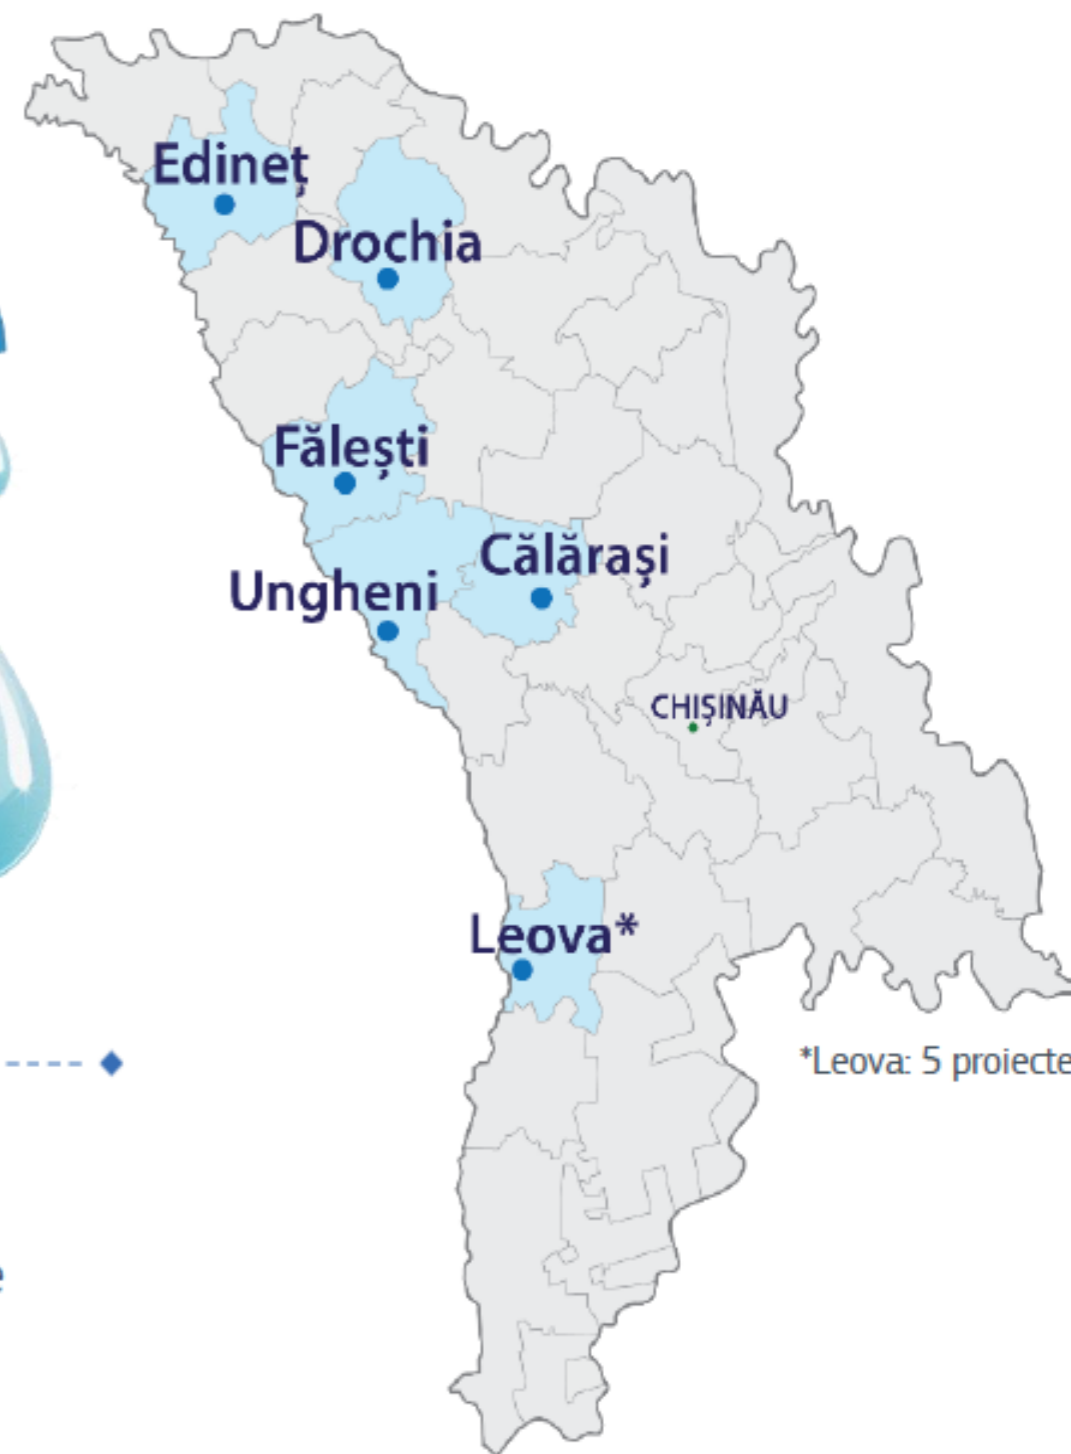 Edineț
Drochia
Fălești
Călărași
Ungheni
CHIȘINĂU
Leova*
*Leova: 5 proiecte